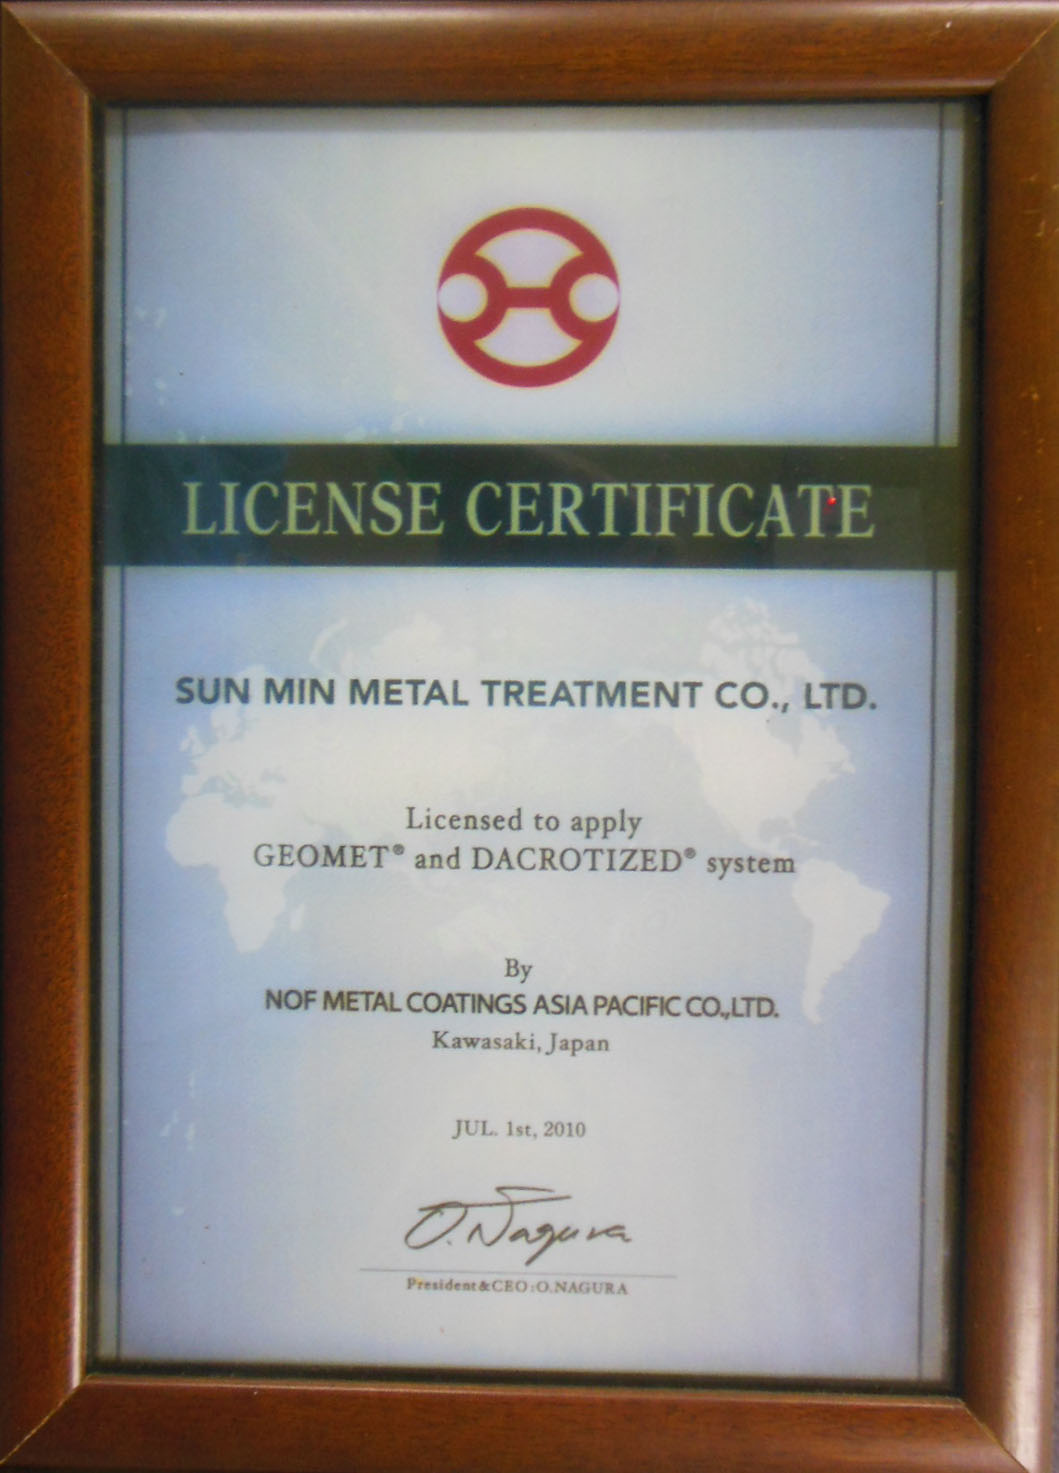 LICENSE CERTIFICATE
SUN MIN METAL TREATMENT CO., LTD.
Licensed to apply
GEOMET® and DACROTIZED® system
By
NOF METAL COATINGS ASIA PACIFIC CO.,LTD.
Kawasaki, Japan
JUL. 1st, 2010
O. Nagura
President&CEO:O.NAGURA